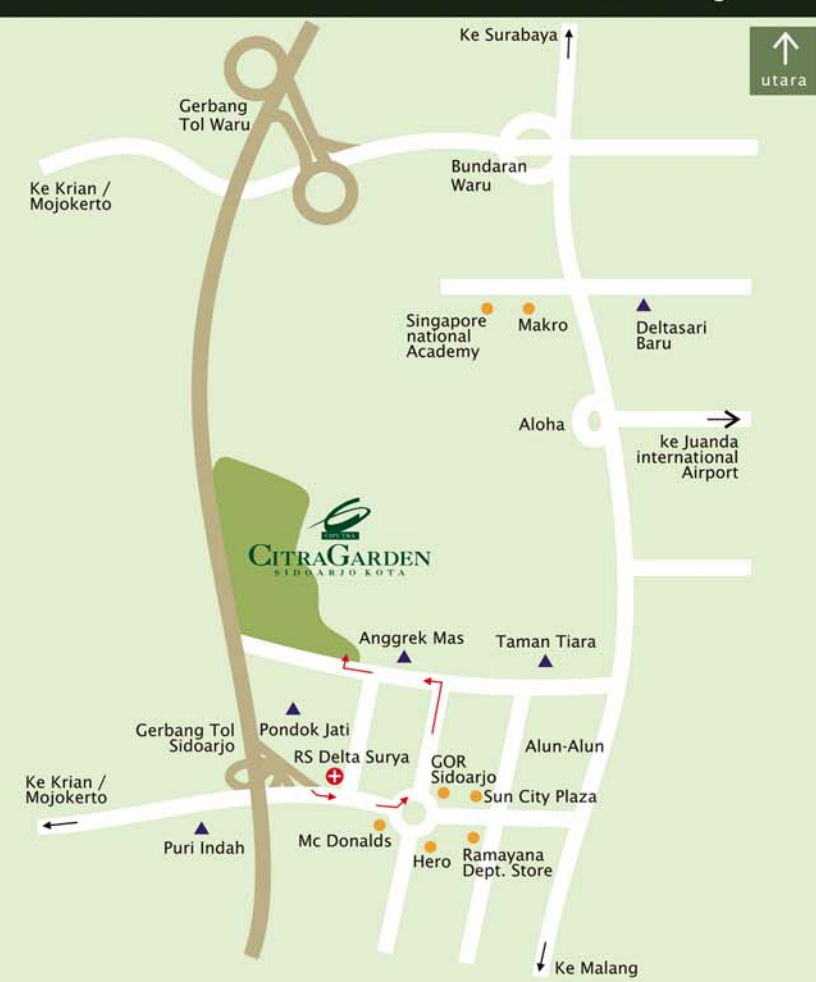 Ke Surabaya
utara
Gerbang
Tol Waru
Bundaran
Waru
Ke Krian /
Mojokerto
Singapore
national
Academy
Makro
Deltasari
Baru
Aloha
ke Juanda
international
Airport
CIPUTRA
CITRAGARDEN
SIDOARJO KOTA
Anggrek Mas
Taman Tiara
Gerbang Tol
Sidoarjo
Pondok Jati
Alun-Alun
RS Delta Surya
GOR
Sidoarjo
Ke Krian /
Mojokerto
Sun City Plaza
Puri Indah
Mc Donalds
Hero
Ramayana
Dept. Store
Ke Malang